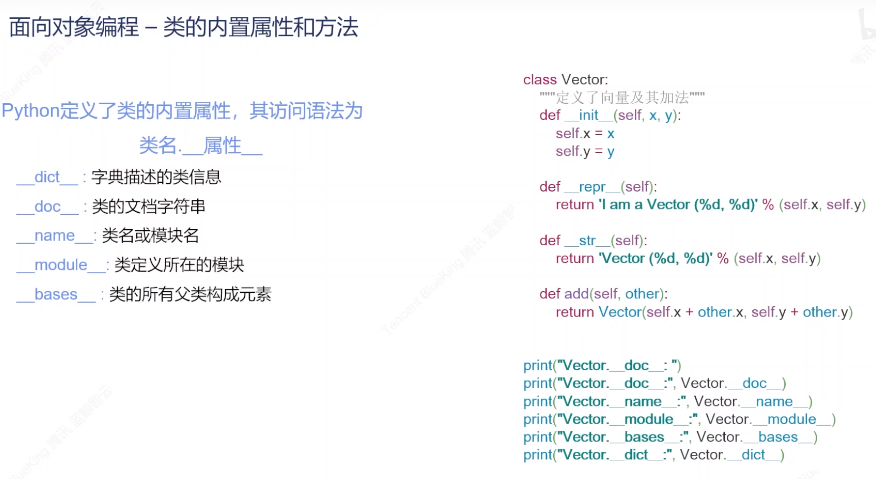 面向对象编程 – 类的内置属性和方法
Python定义了类的内置属性，其访问语法为
类名.__属性__
__dict__ : 字典描述的类信息
__doc__ : 类的文档字符串
__name__: 类名或模块名
__module__: 类定义所在的模块
__bases__ : 类的所有父类构成元素
class Vector:
"""定义了向量及其加法"""
def __init__(self, x, y):
self.x = x
self.y = y
def __repr__(self):
return 'I am a Vector (%d, %d)' % (self.x, self.y)
def __str__(self):
return 'Vector (%d, %d)' % (self.x, self.y)
def add(self, other):
return Vector(self.x + other.x, self.y + other.y)
print("Vector.__doc__: ")
print("Vector.__doc__:", Vector.__doc__)
print("Vector.__name__:", Vector.__name__)
print("Vector.__module__:", Vector.__module__)
print("Vector.__bases__:", Vector.__bases__)
print("Vector.__dict__:", Vector.__dict__)